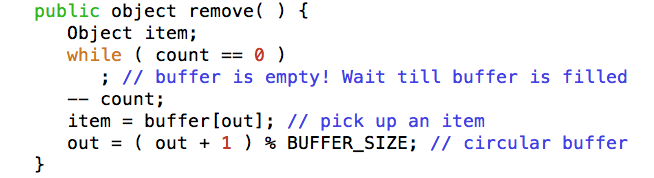 public object remove( ) {
Object item;
while ( count == 0 )
; // buffer is empty! Wait till buffer is filled
-- count;
item = buffer[out]; // pick up an item
out = ( out + 1 ) % BUFFER_SIZE; // circular buffer
}